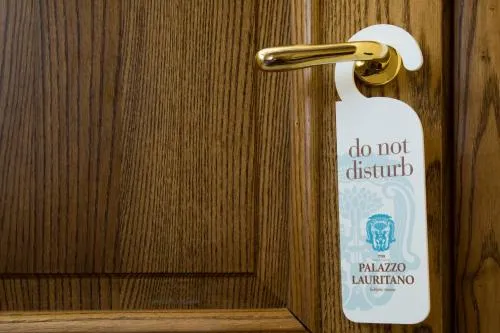 do not
disturb
PALAZZO
LAURITANO